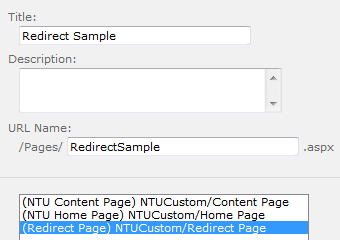 Title:
Redirect Sample
Description:
URL Name:
/Pages/ RedirectSample .aspx
(NTU Content Page) NTUCustom/Content Page
(NTU Home Page) NTUCustom/Home Page
(Redirect Page) NTUCustom/Redirect Page